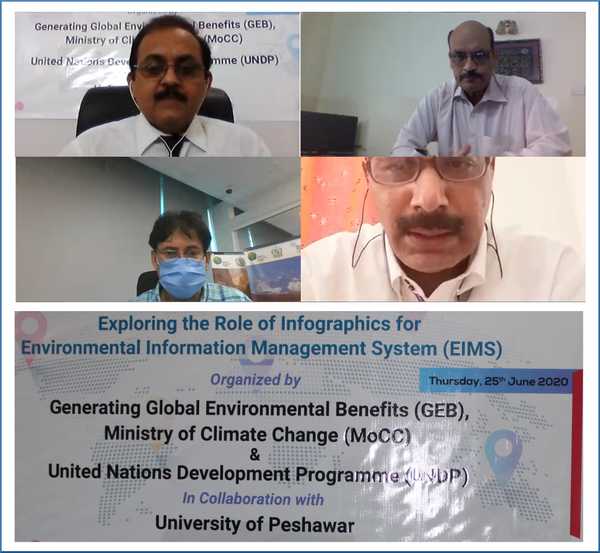 Organized by
Generating Global Environmental Benefits (GEB),
Ministry of Climate Change (MoCC)
United Nations Development Programme (UNDP)
Exploring the Role of Infographics for
Environmental Information Management System (EIMS)
Organized by
Thursday, 25th June 2020
Generating Global Environmental Benefits (GEB),
Ministry of Climate Change (MoCC)
&
United Nations Development Programme (UNDP)
In Collaboration with
University of Peshawar